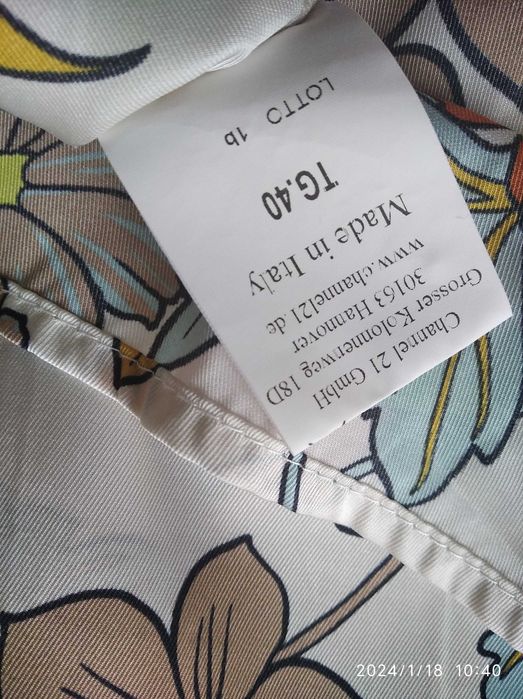 Channel 21 GmbH
Grosser Kolonnenweg 18D
30163 Hannover
www.channel21.de
Made in Italy
TG.40
LOTTO 1b
2024/1/18 10:40